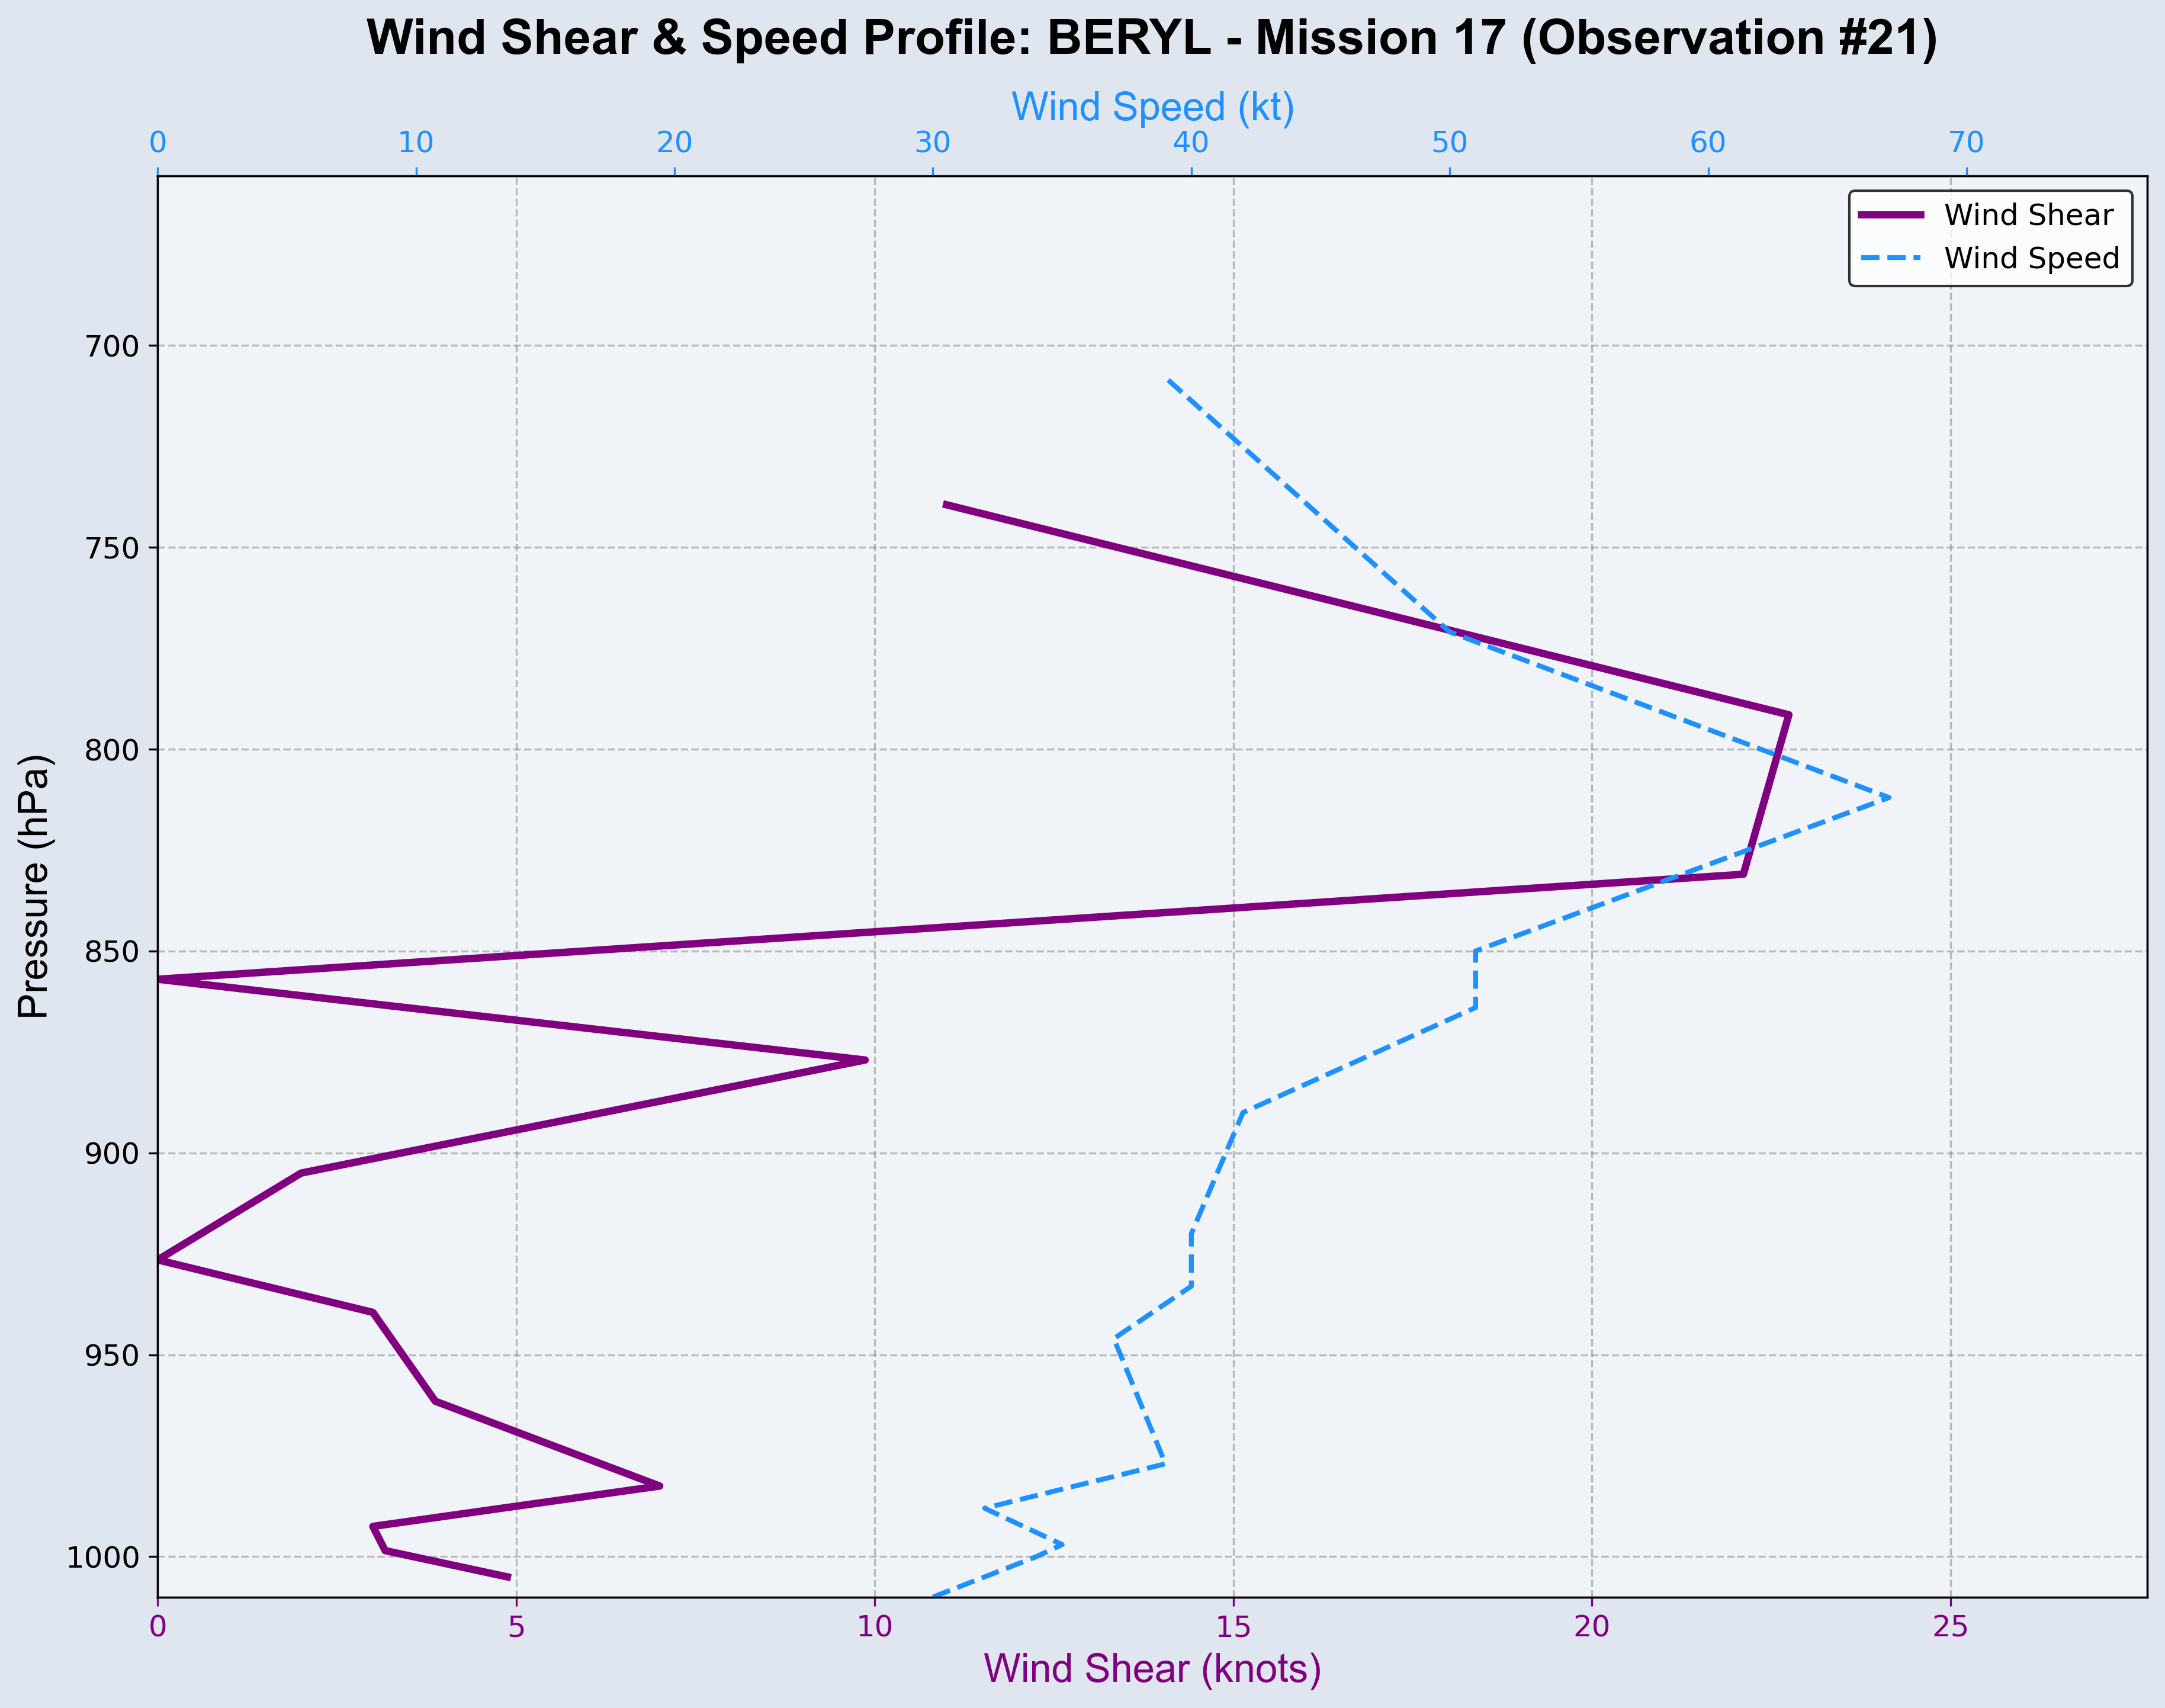 Wind Shear & Speed Profile: BERYL - Mission 17 (Observation #21)
Wind Speed (kt)
0 10 20 30 40 50 60 70
Wind Shear
Wind Speed
700
750
800
850
900
950
1000
Pressure (hPa)
0 5 10 15 20 25
Wind Shear (knots)